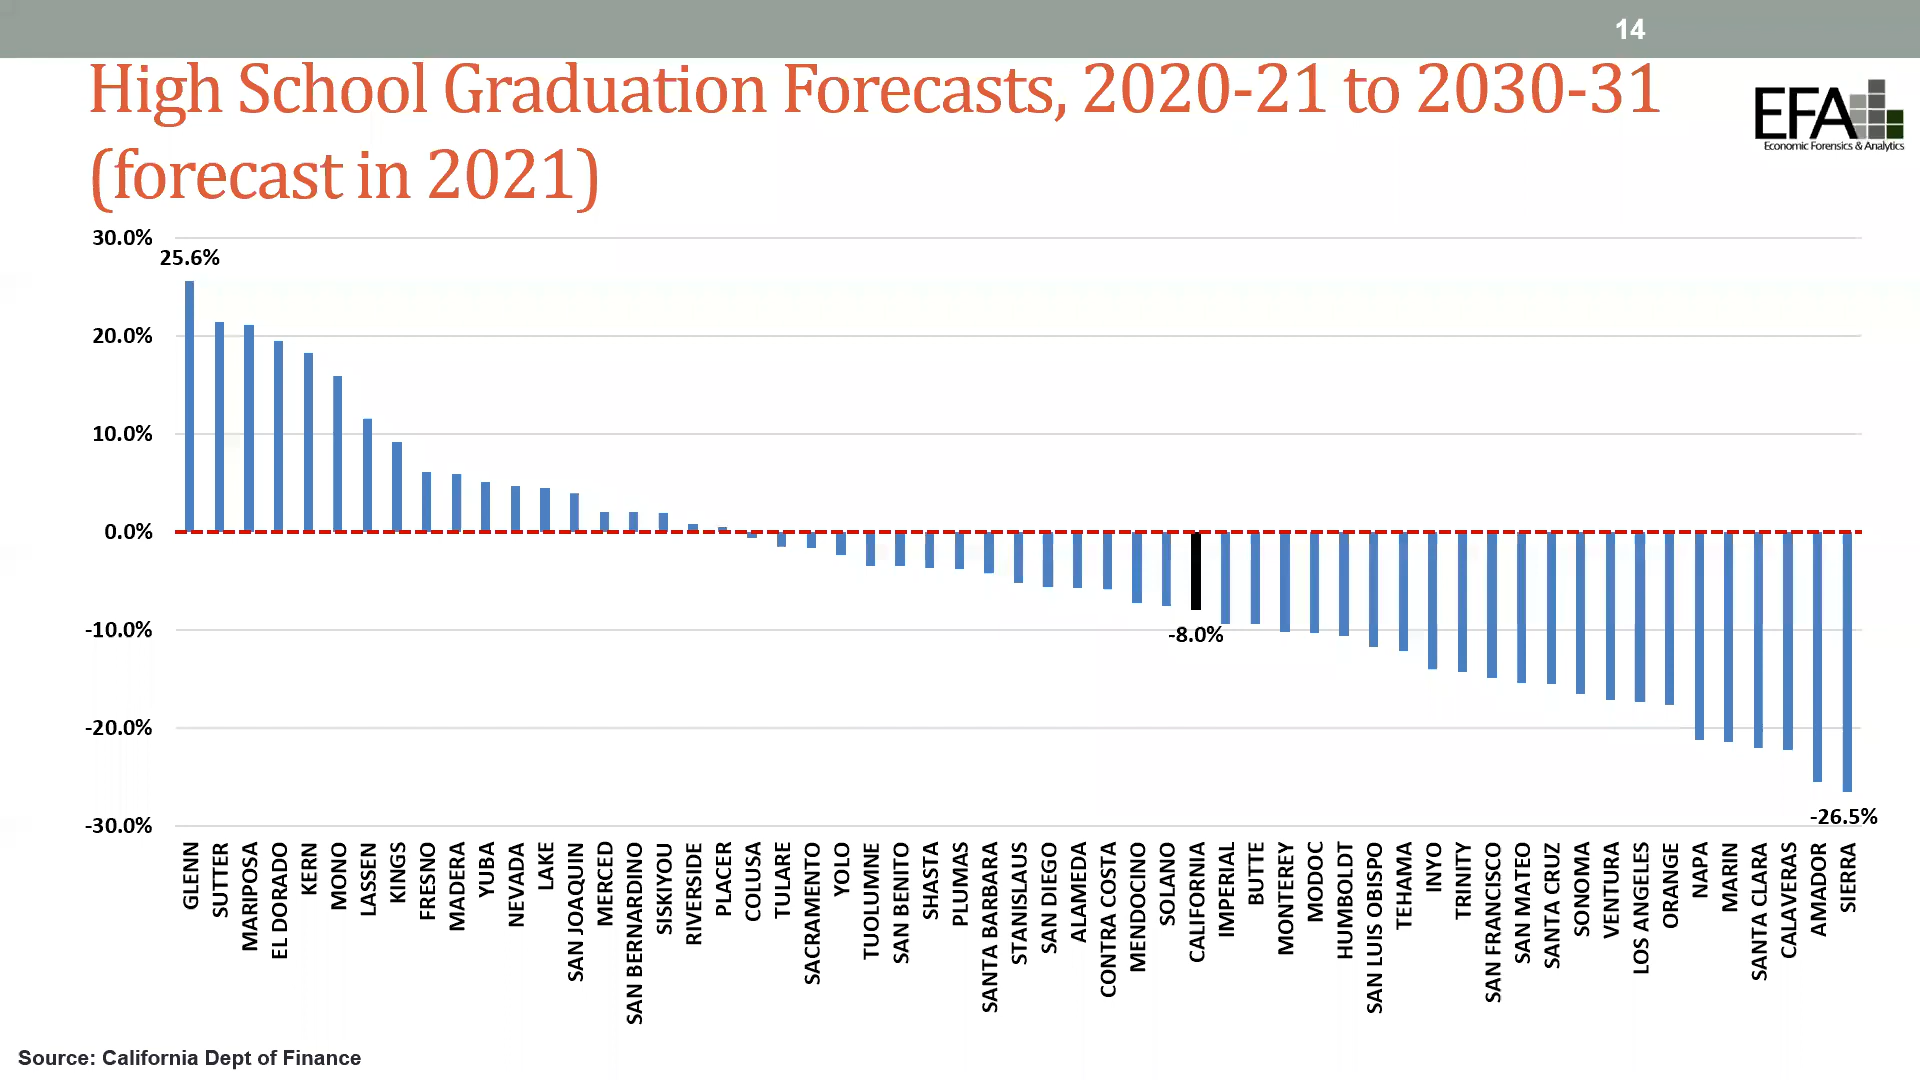 14
High School Graduation Forecasts, 2020-21 to 2030-31
(forecast in 2021)
EFA
Economic Forensics & Analytics
30.0%
25.6%
20.0%
10.0%
0.0%
-10.0%
-8.0%
-20.0%
-30.0%
-26.5%
GLENN
SUTTER
MARIPOSA
EL DORADO
KERN
MONO
LASSEN
KINGS
FRESNO
MADERA
YUBA
NEVADA
LAKE
SAN JOAQUIN
MERCED
SAN BERNARDINO
SISKIYOU
RIVERSIDE
PLACER
COLUSA
TULARE
SACRAMENTO
YOLO
TUOLUMNE
SAN BENITO
SHASTA
PLUMAS
SANTA BARBARA
STANISLAUS
SAN DIEGO
ALAMEDA
CONTRA COSTA
MENDOCINO
SOLANO
CALIFORNIA
IMPERIAL
BUTTE
MONTEREY
MODOC
HUMBOLDT
SAN LUIS OBISPO
TEHAMA
INYO
TRINITY
SAN FRANCISCO
SAN MATEO
SANTA CRUZ
SONOMA
VENTURA
LOS ANGELES
ORANGE
NAPA
MARIN
SANTA CLARA
CALAVERAS
AMADOR
SIERRA
Source: California Dept of Finance